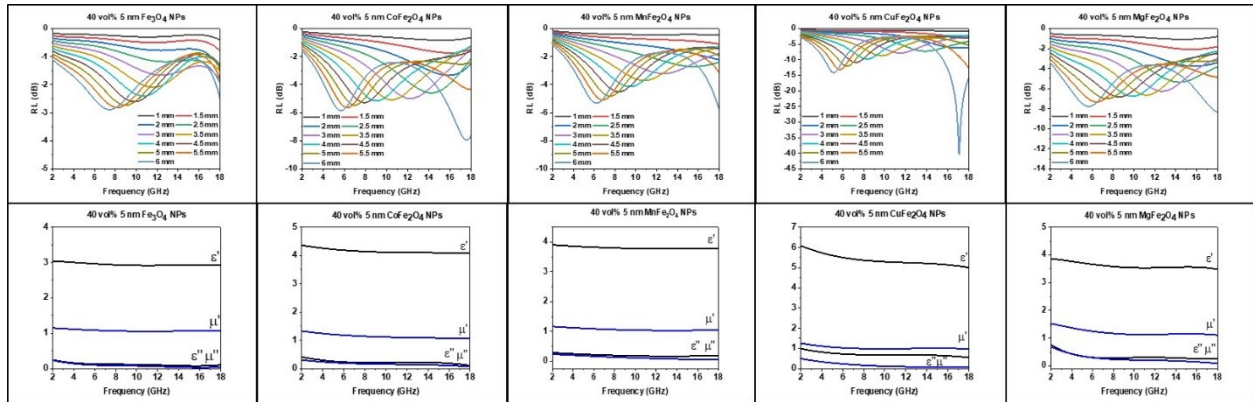 40 vol% 5 nm Fe₃O₄ NPs
RL (dB)
0
-1
-2
-3
-4
-5
1 mm 1.5 mm
2 mm 2.5 mm
3 mm 3.5 mm
4 mm 4.5 mm
5 mm 5.5 mm
6 mm
2 4 6 8 10 12 14 16 18
Frequency (GHz)
40 vol% 5 nm CoFe₂O₄ NPs
RL (dB)
0
-2
-4
-6
-8
-10
1 mm 1.5 mm
2 mm 2.5 mm
3 mm 3.5 mm
4 mm 4.5 mm
5 mm 5.5 mm
6 mm
2 4 6 8 10 12 14 16 18
Frequency (GHz)
40 vol% 5 nm MnFe₂O₄ NPs
RL (dB)
0
-2
-4
-6
-8
-10
1 mm 1.5 mm
2 mm 2.5 mm
3 mm 3.5 mm
4 mm 4.5 mm
5 mm 5.5 mm
6 mm
2 4 6 8 10 12 14 16 18
Frequency (GHz)
40 vol% 5 nm CuFe₂O₄ NPs
RL (dB)
0
-5
-10
-15
-20
-25
-30
-35
-40
-45
1 mm 1.5 mm
2 mm 2.5 mm
3 mm 3.5 mm
4 mm 4.5 mm
5 mm 5.5 mm
6 mm
2 4 6 8 10 12 14 16 18
Frequency (GHz)
40 vol% 5 nm MgFe₂O₄ NPs
RL (dB)
0
-2
-4
-6
-8
-10
-12
-14
1 mm 1.5 mm
2 mm 2.5 mm
3 mm 3.5 mm
4 mm 4.5 mm
5 mm 5.5 mm
6 mm
2 4 6 8 10 12 14 16 18
Frequency (GHz)
40 vol% 5 nm Fe₃O₄ NPs
4
3
2
1
0
ε'
μ'
ε'' μ''
2 4 6 8 10 12 14 16 18
Frequency (GHz)
40 vol% 5 nm CoFe₂O₄ NPs
5
4
3
2
1
0
ε'
μ'
ε'' μ''
2 4 6 8 10 12 14 16 18
Frequency (GHz)
40 vol% 5 nm MnFe₂O₄ NPs
4
3
2
1
0
ε'
μ'
ε'' μ''
2 4 6 8 10 12 14 16 18
Frequency (GHz)
40 vol% 5 nm CuFe₂O₄ NPs
7
6
5
4
3
2
1
0
ε'
μ'
ε'' μ''
2 4 6 8 10 12 14 16 18
Frequency (GHz)
40 vol% 5 nm MgFe₂O₄ NPs
5
4
3
2
1
0
ε'
μ'
ε'' μ''
2 4 6 8 10 12 14 16 18
Frequency (GHz)